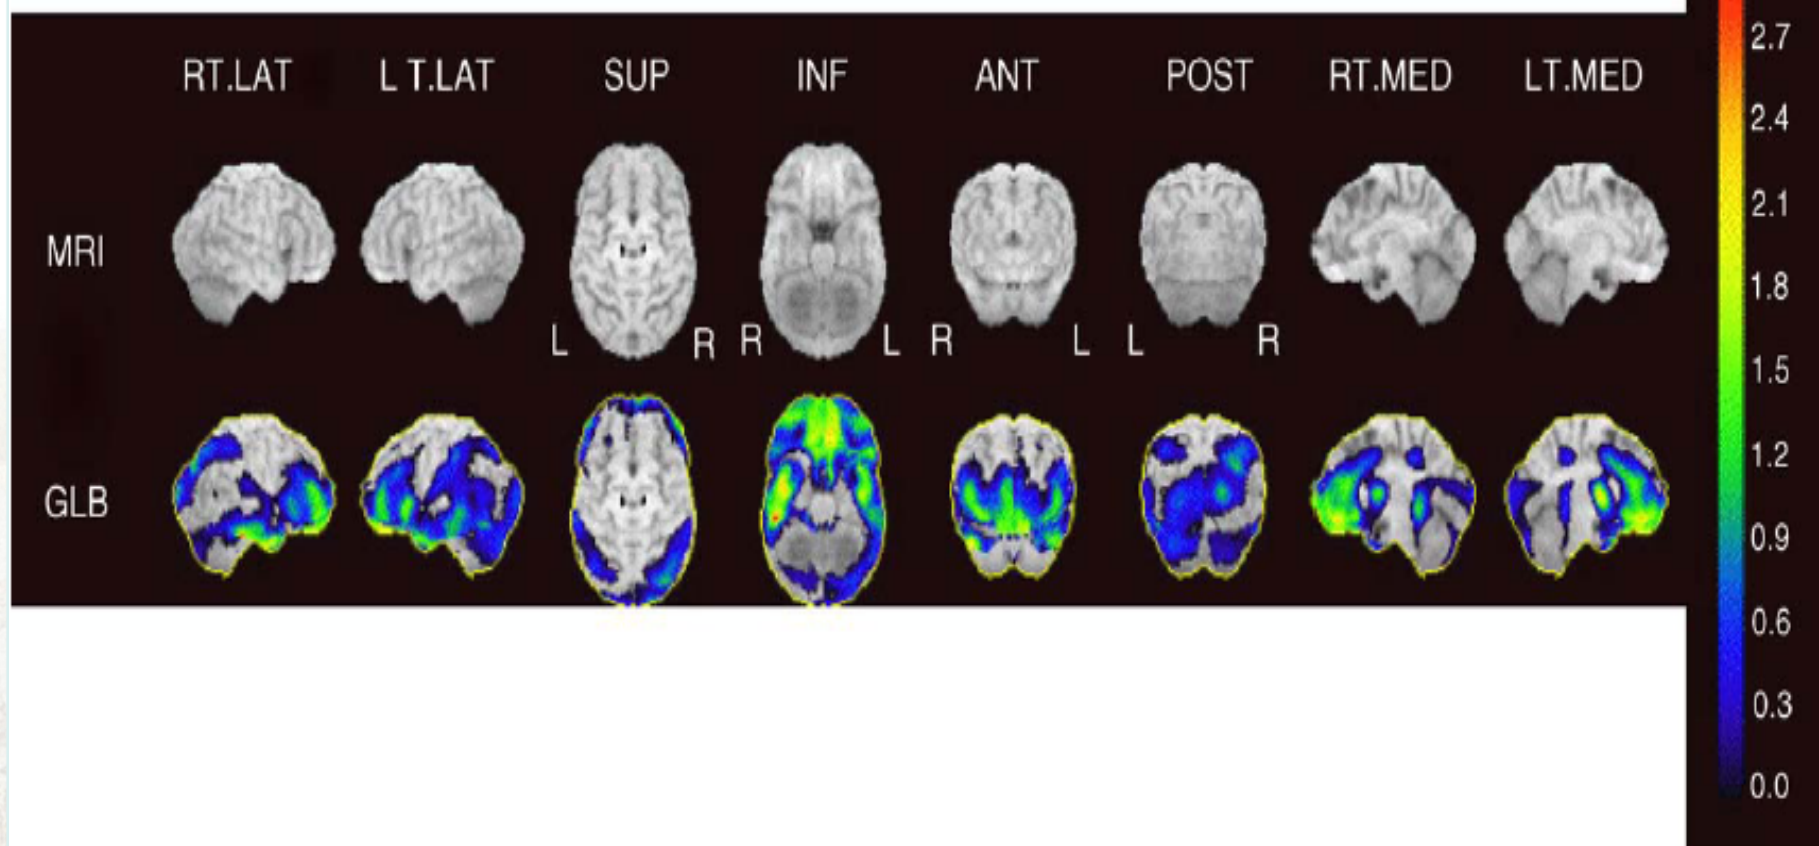 RT.LAT L T.LAT SUP INF ANT POST RT.MED LT.MED
MRI
L R R L R L L R
GLB
2.7
2.4
2.1
1.8
1.5
1.2
0.9
0.6
0.3
0.0